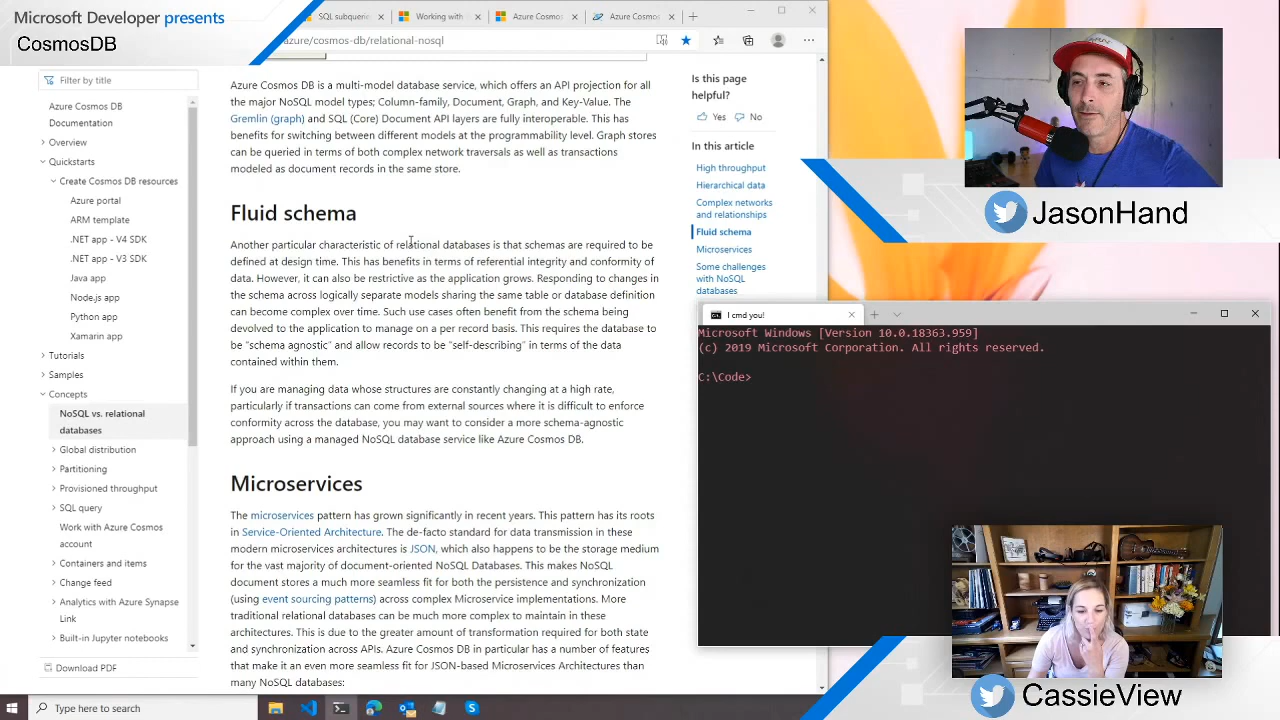 Microsoft Developer presents
CosmosDB
SQL subquerie
Working with
Azure Cosmos
Azure Cosmos
azure/cosmos-db/relational-nosql
Filter by title
Azure Cosmos DB
Documentation
Overview
Quickstarts
Create Cosmos DB resources
Azure portal
ARM template
.NET app - V4 SDK
.NET app - V3 SDK
Java app
Node.js app
Python app
Xamarin app
Tutorials
Samples
Concepts
NoSQL vs. relational
databases
Global distribution
Partitioning
Provisioned throughput
SQL query
Work with Azure Cosmos
account
Containers and items
Change feed
Analytics with Azure Synapse
Link
Built-in Jupyter notebooks
Download PDF
Azure Cosmos DB is a multi-model database service, which offers an API projection for all
the major NoSQL model types; Column-family, Document, Graph, and Key-Value. The
Gremlin (graph) and SQL (Core) Document API layers are fully interoperable. This has
benefits for switching between different models at the programmability level. Graph stores
can be queried in terms of both complex network traversals as well as transactions
modeled as document records in the same store.
Fluid schema
Another particular characteristic of relational databases is that schemas are required to be
defined at design time. This has benefits in terms of referential integrity and conformity of
data. However, it can also be restrictive as the application grows. Responding to changes in
the schema across logically separate models sharing the same table or database definition
can become complex over time. Such use cases often benefit from the schema being
devolved to the application to manage on a per record basis. This requires the database to
be "schema agnostic" and allow records to be "self-describing" in terms of the data
contained within them.
If you are managing data whose structures are constantly changing at a high rate,
particularly if transactions can come from external sources where it is difficult to enforce
conformity across the database, you may want to consider a more schema-agnostic
approach using a managed NoSQL database service like Azure Cosmos DB.
Microservices
The microservices pattern has grown significantly in recent years. This pattern has its roots
in Service-Oriented Architecture. The de-facto standard for data transmission in these
modern microservices architectures is JSON, which also happens to be the storage medium
for the vast majority of document-oriented NoSQL Databases. This makes NoSQL
document stores a much more seamless fit for both the persistence and synchronization
(using event sourcing patterns) across complex Microservice implementations. More
traditional relational databases can be much more complex to maintain in these
architectures. This is due to the greater amount of transformation required for both state
and synchronization across APIs. Azure Cosmos DB in particular has a number of features
that make it an even more seamless fit for JSON-based Microservices Architectures than
many NoSQL databases:
Is this page
helpful?
Yes No
In this article
High throughput
Hierarchical data
Complex networks
and relationships
Fluid schema
Microservices
Some challenges
with NoSQL
databases
JasonHand
I cmd you!
Microsoft Windows [Version 10.0.18363.959]
(c) 2019 Microsoft Corporation. All rights reserved.
C:\Code>
CassieView
Type here to search